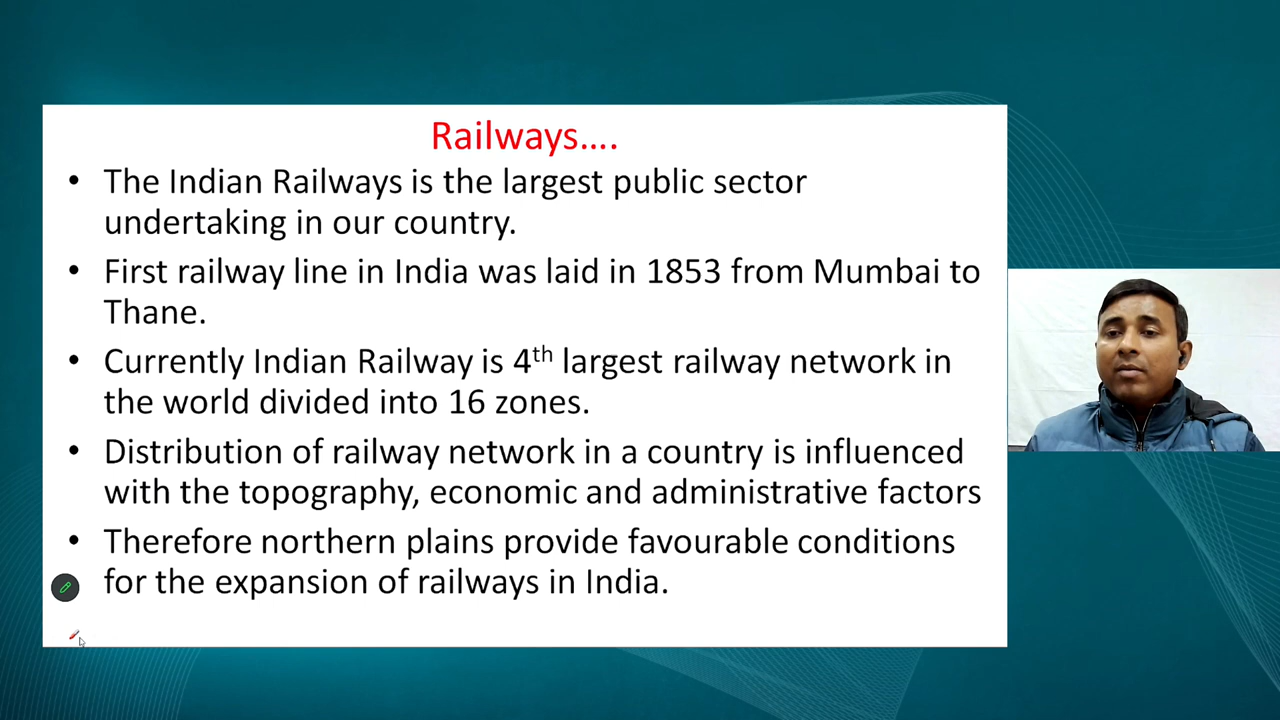 Railways....
• The Indian Railways is the largest public sector
undertaking in our country.
• First railway line in India was laid in 1853 from Mumbai to
Thane.
• Currently Indian Railway is 4th largest railway network in
the world divided into 16 zones.
• Distribution of railway network in a country is influenced
with the topography, economic and administrative factors
• Therefore northern plains provide favourable conditions
for the expansion of railways in India.